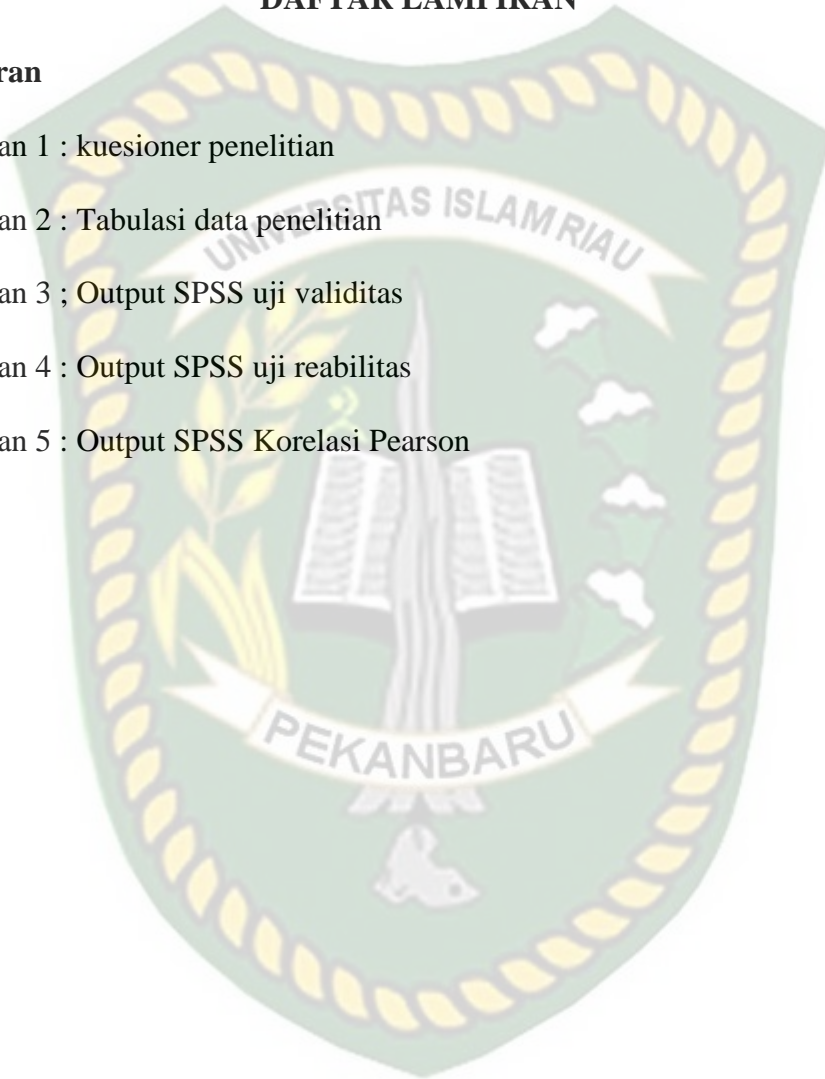 DAFTAR LAMPIRAN
ran
an 1 : kuesioner penelitian
an 2 : Tabulasi data penelitian
an 3 ; Output SPSS uji validitas
an 4 : Output SPSS uji reabilitas
an 5 : Output SPSS Korelasi Pearson
UNIVERSITAS ISLAM RIAU
PEKANBARU